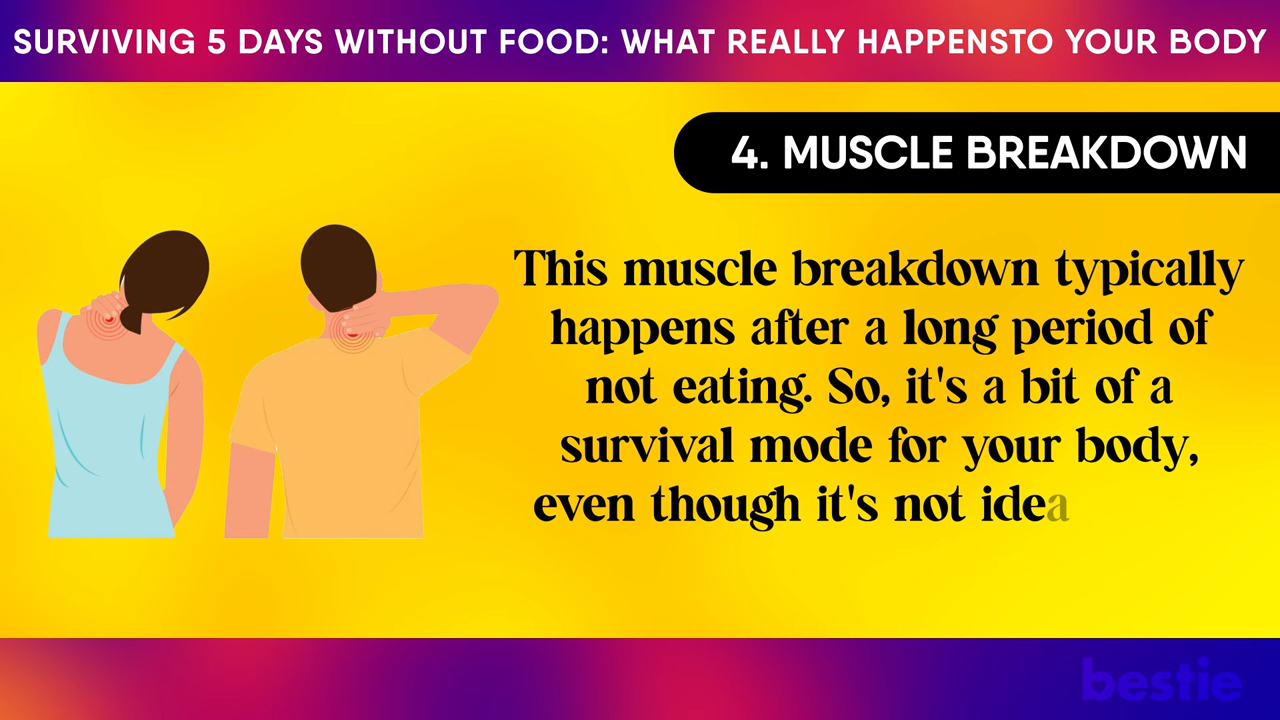 SURVIVING 5 DAYS WITHOUT FOOD: WHAT REALLY HAPPENSTO YOUR BODY
4. MUSCLE BREAKDOWN
This muscle breakdown typically
happens after a long period of
not eating. So, it's a bit of a
survival mode for your body,
even though it's not idea
bestie